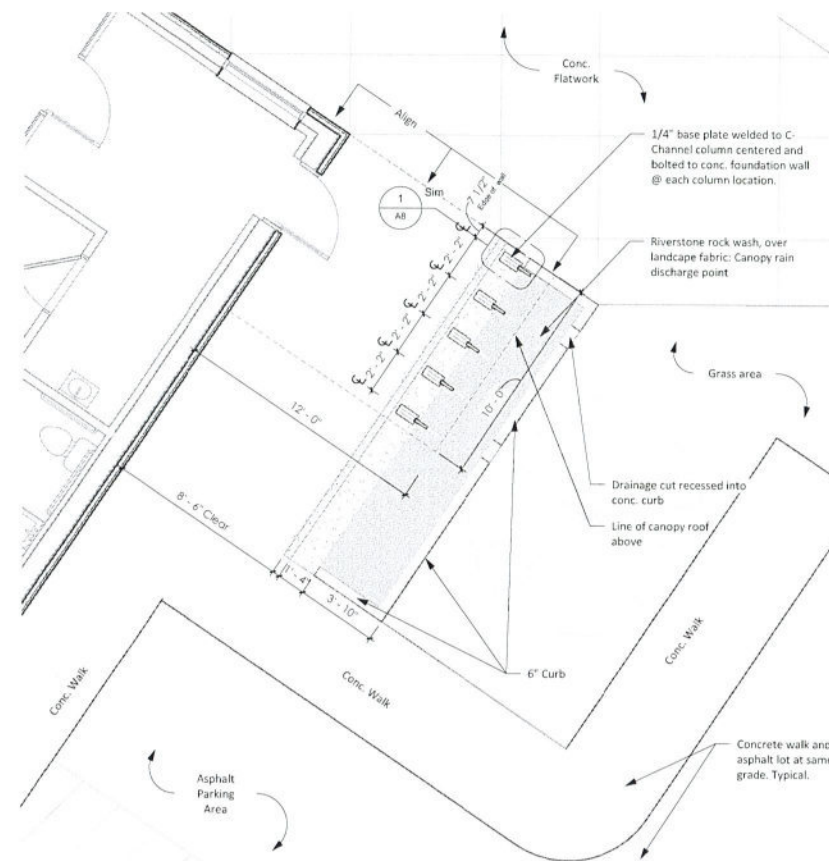 Conc.
Flatwork
Align
1/4" base plate welded to C-
Channel column centered and
bolted to conc. foundation wall
@ each column location.
Sim
1
A8
7 1/2"
Edge of wall
2' - 2"
2' - 2"
2' - 2"
2' - 2"
Riverstone rock wash, over
landcape fabric: Canopy rain
discharge point
Grass area
12' - 0"
10' - 0"
8' - 6" Clear
Drainage cut recessed into
conc. curb
Line of canopy roof
above
1' - 4"
3' - 10"
6" Curb
Conc. Walk
Conc. Walk
Conc. Walk
Concrete walk and
asphalt lot at same
grade. Typical.
Asphalt
Parking
Area